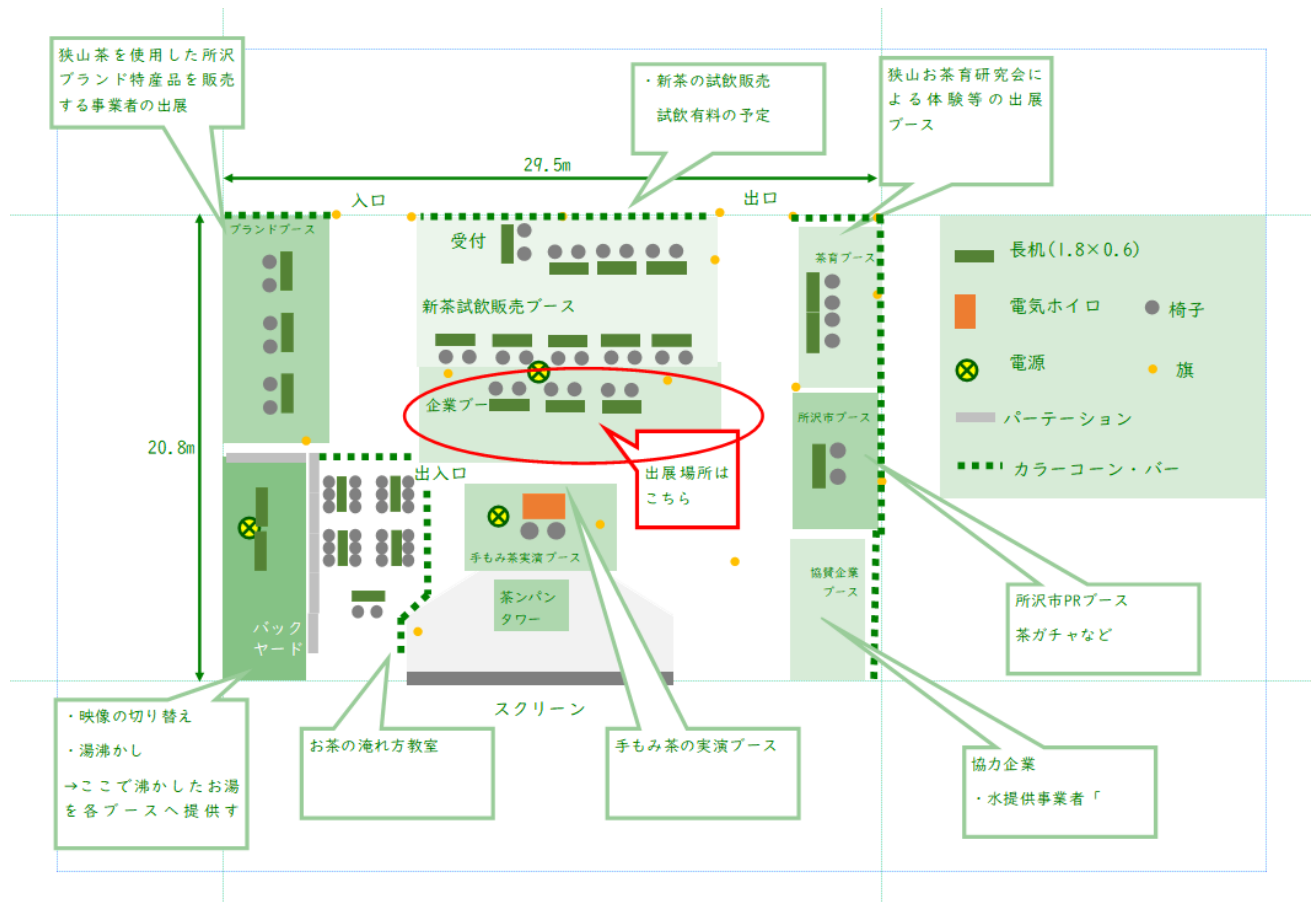 狭山茶を使用した所沢
ブランド特産品を販売
する事業者の出展
・新茶の試飲販売
試飲有料の予定
狭山お茶育研究会に
よる体験等の出展
ブース
29.5m
入口
出口
ブランドブース
受付
茶育ブース
長机(1.8×0.6)
新茶試飲販売ブース
電気ホイロ
椅子
電源
旗
企業ブー
所沢市ブース
パーテーション
20.8m
出入口
出展場所は
こちら
カラーコーン・バー
手もみ茶実演ブース
協賛企業
ブース
茶ンパン
タワー
所沢市PRブース
茶ガチャなど
バック
ヤード
スクリーン
・映像の切り替え
・湯沸かし
→ここで沸かしたお湯
を各ブースへ提供す
お茶の淹れ方教室
手もみ茶の実演ブース
協力企業
・水提供事業者「